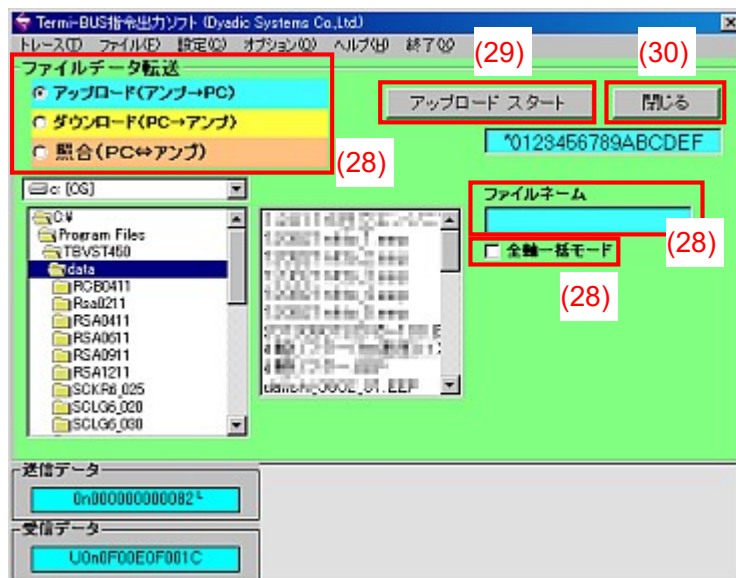 Termi-BUS指令出力ソフト (Dyadic Systems Co.,Ltd.)
トレース(T) ファイル(F) 設定(C) オプション(O) ヘルプ(H) 終了(X)
ファイルデータ転送
アップロード(アンプ→PC)
ダウンロード(PC→アンプ)
照合(PC⇔アンプ)
(28)
(29)
(30)
アップロード スタート
閉じる
*0123456789ABCDEF
c: [OS]
C:¥
Program Files
TBVST450
data
RCB0411
Rsa0211
RSA0411
RSA0611
RSA0911
RSA1211
SCKR6_025
SCLG6_020
SCLG6_030
ファイルネーム
(28)
全軸一括モード
(28)
送信データ
0n000000000082
受信データ
U0n0F00E0F001C